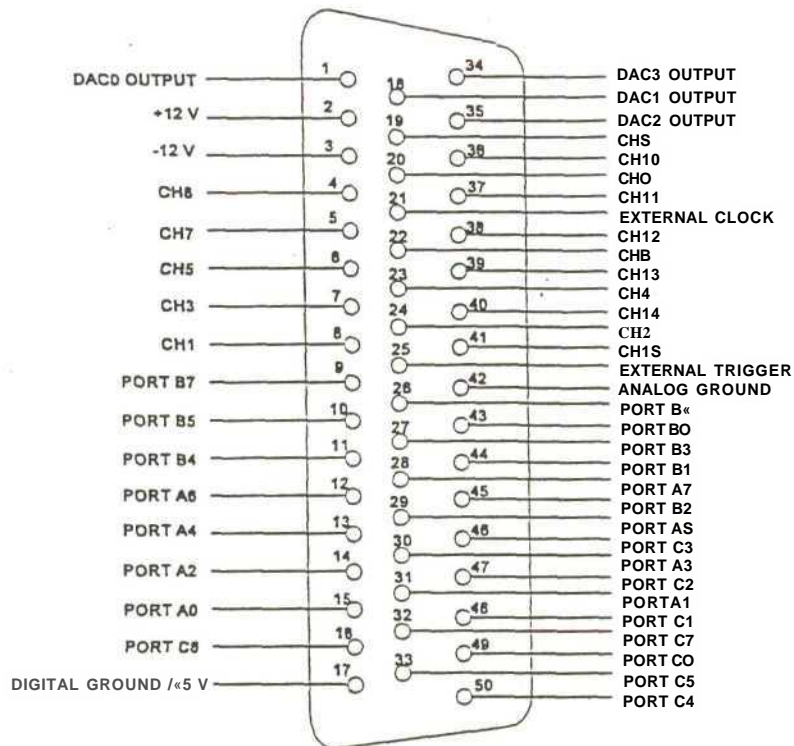 DAC0 OUTPUT
+12 V
-12 V
CH8
CH7
CH5
CH3
CH1
PORT B7
PORT B5
PORT B4
PORT A6
PORT A4
PORT A2
PORT A0
PORT C6
DIGITAL GROUND /«5 V
1
2
3
4
5
6
7
8
9
10
11
12
13
14
15
16
17
18
19
20
21
22
23
24
25
26
27
28
29
30
31
32
33
34
35
36
37
38
39
40
41
42
43
44
45
46
47
48
49
50
DAC3 OUTPUT
DAC1 OUTPUT
DAC2 OUTPUT
CHS
CH10
CHO
CH11
EXTERNAL CLOCK
CH12
CHB
CH13
CH4
CH14
CH2
CH1S
EXTERNAL TRIGGER
ANALOG GROUND
PORT B«
PORT BO
PORT B3
PORT B1
PORT A7
PORT B2
PORT AS
PORT C3
PORT A3
PORT C2
PORTA1
PORT C1
PORT C7
PORT CO
PORT C5
PORT C4